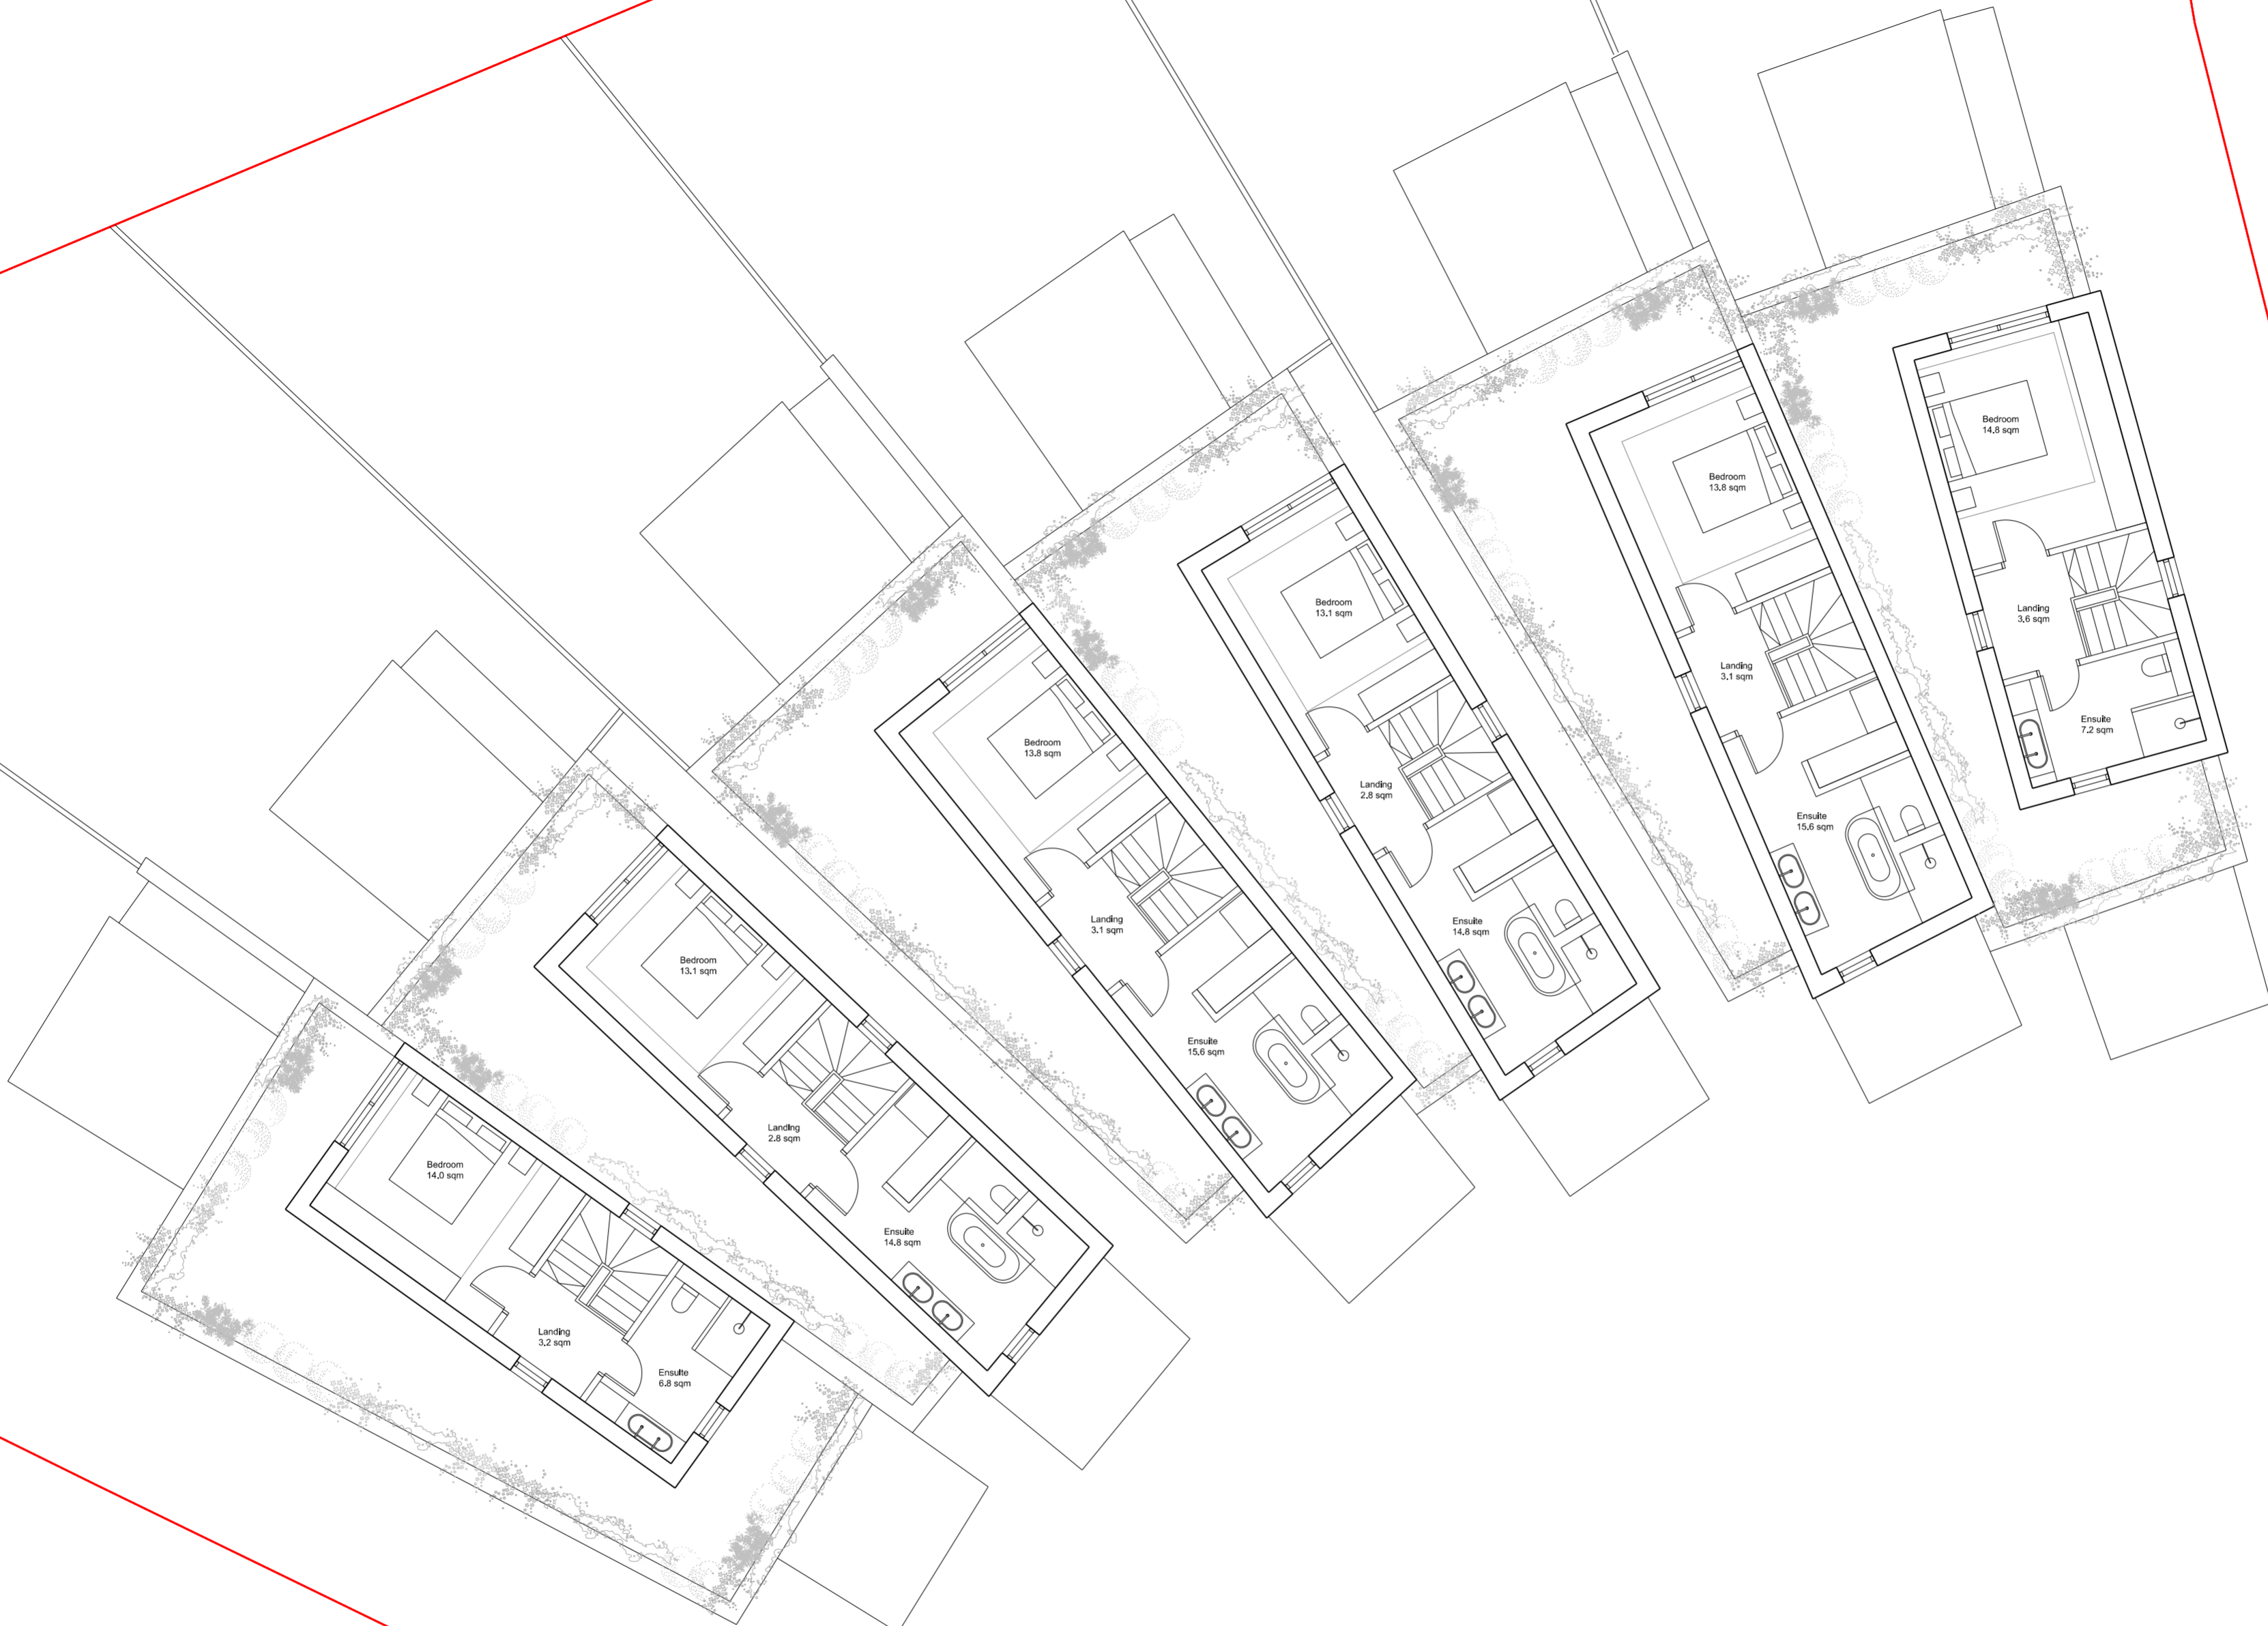 Bedroom
14.0 sqm
Landing
3.2 sqm
Ensuite
6.8 sqm
Bedroom
13.1 sqm
Landing
2.8 sqm
Ensuite
14.8 sqm
Bedroom
13.8 sqm
Landing
3.1 sqm
Ensuite
15.6 sqm
Bedroom
13.1 sqm
Landing
2.8 sqm
Ensuite
14.8 sqm
Bedroom
13.8 sqm
Landing
3.1 sqm
Ensuite
15.6 sqm
Bedroom
14.8 sqm
Landing
3.6 sqm
Ensuite
7.2 sqm